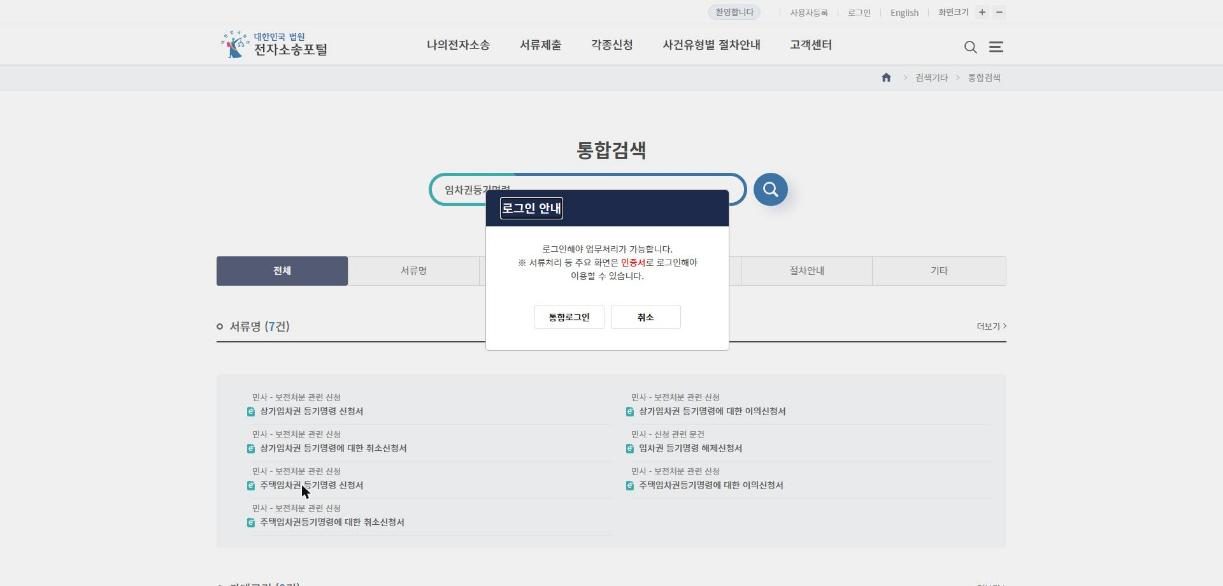 환영합니다 사용자등록 로그인 English 화면크기 + −
대한민국 법원
전자소송포털
나의전자소송 서류제출 각종신청 사건유형별 절차안내 고객센터
검색기타 > 통합검색
통합검색
임차권등기명령
로그인 안내
로그인해야 업무처리가 가능합니다.
※ 서류처리 등 주요 화면은 인증서로 로그인해야
이용할 수 있습니다.
통합로그인 취소
전체 서류명 절차안내 기타
서류명 (7건) 더보기 >
민사 - 보전처분 관련 신청
상가임차권 등기명령 신청서
민사 - 보전처분 관련 신청
상가임차권 등기명령에 대한 이의신청서
민사 - 보전처분 관련 신청
상가임차권 등기명령에 대한 취소신청서
민사 - 신청 관련 문건
임차권 등기명령 해제신청서
민사 - 보전처분 관련 신청
주택임차권 등기명령 신청서
민사 - 보전처분 관련 신청
주택임차권등기명령에 대한 이의신청서
민사 - 보전처분 관련 신청
주택임차권등기명령에 대한 취소신청서